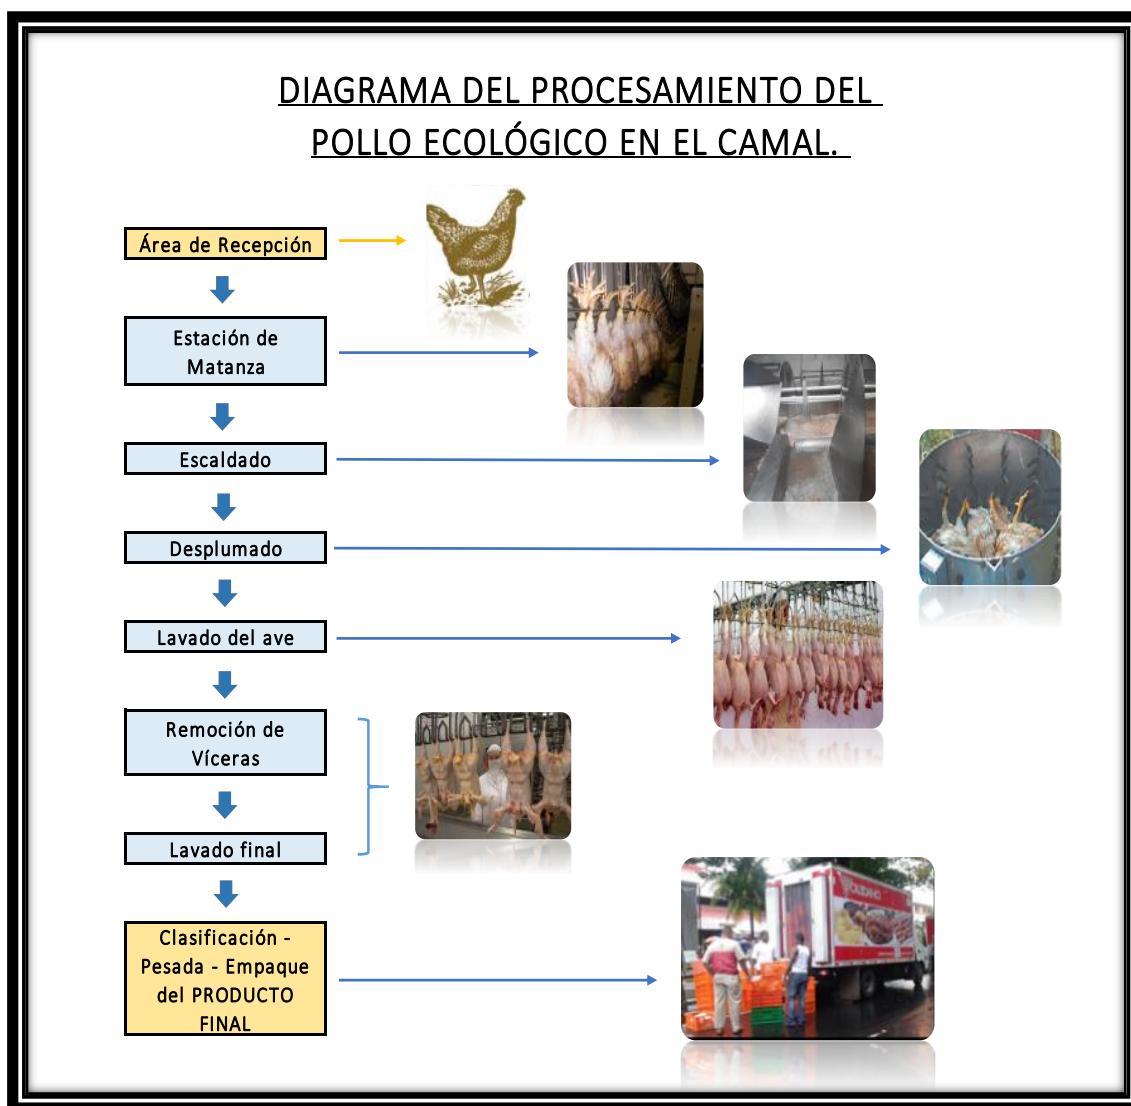 DIAGRAMA DEL PROCESAMIENTO DEL
POLLO ECOLÓGICO EN EL CAMAL.
Área de Recepción
Estación de
Matanza
Escaldado
Desplumado
Lavado del ave
Remoción de
Víceras
Lavado final
Clasificación -
Pesada - Empaque
del PRODUCTO
FINAL